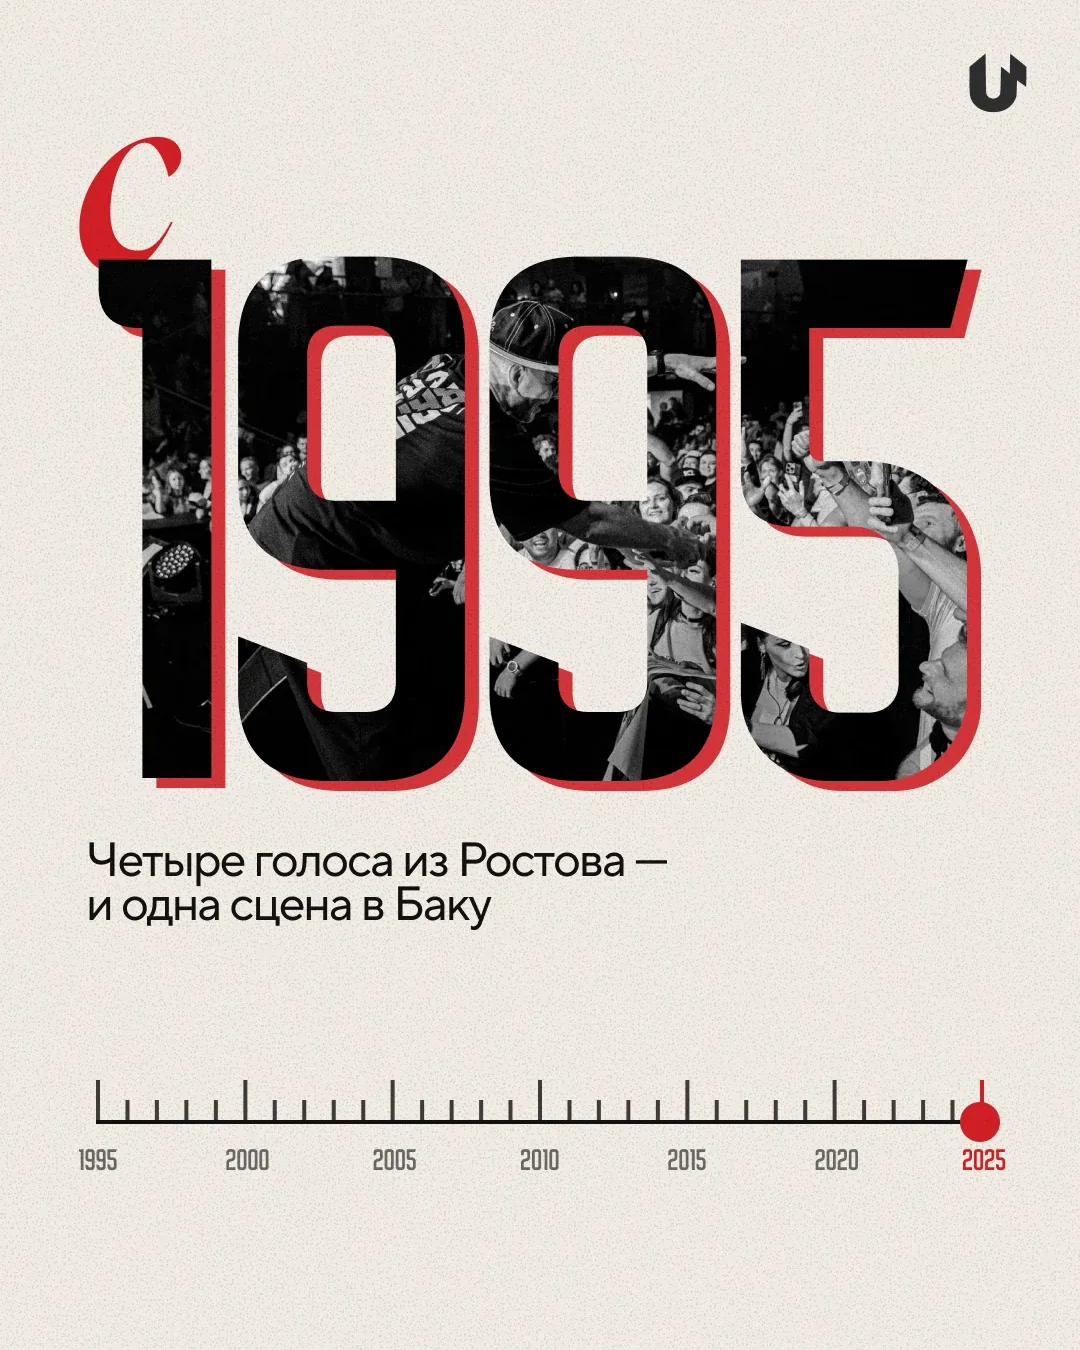 с
1995
Четыре голоса из Ростова —
и одна сцена в Баку
1995 2000 2005 2010 2015 2020 2025